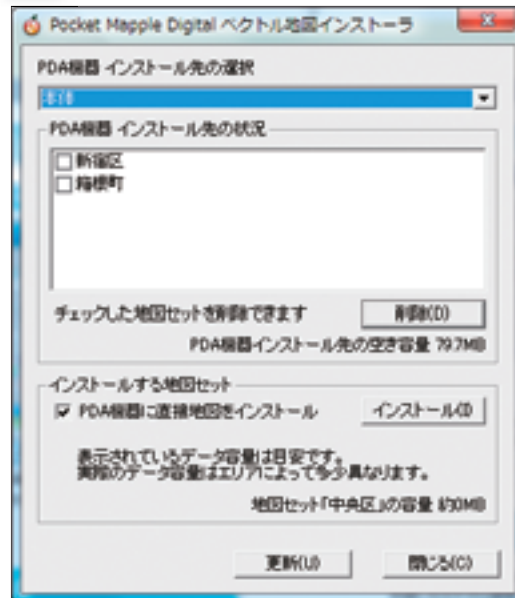 Pocket Mapple Digital ベクトル地図インストーラ
PDA機器 インストール先の選択
本体
PDA機器 インストール先の状況
新宿区
箱根町
チェックした地図セットを削除できます
削除(D)
PDA機器インストール先の空き容量 79.7MB
インストールする地図セット
PDA機器に直接地図をインストール
インストール(I)
表示されているデータ容量は目安です。
実際のデータ容量はエリアによって多少異なります。
地図セット「中央区」の容量 約0MB
更新(U)
閉じる(C)